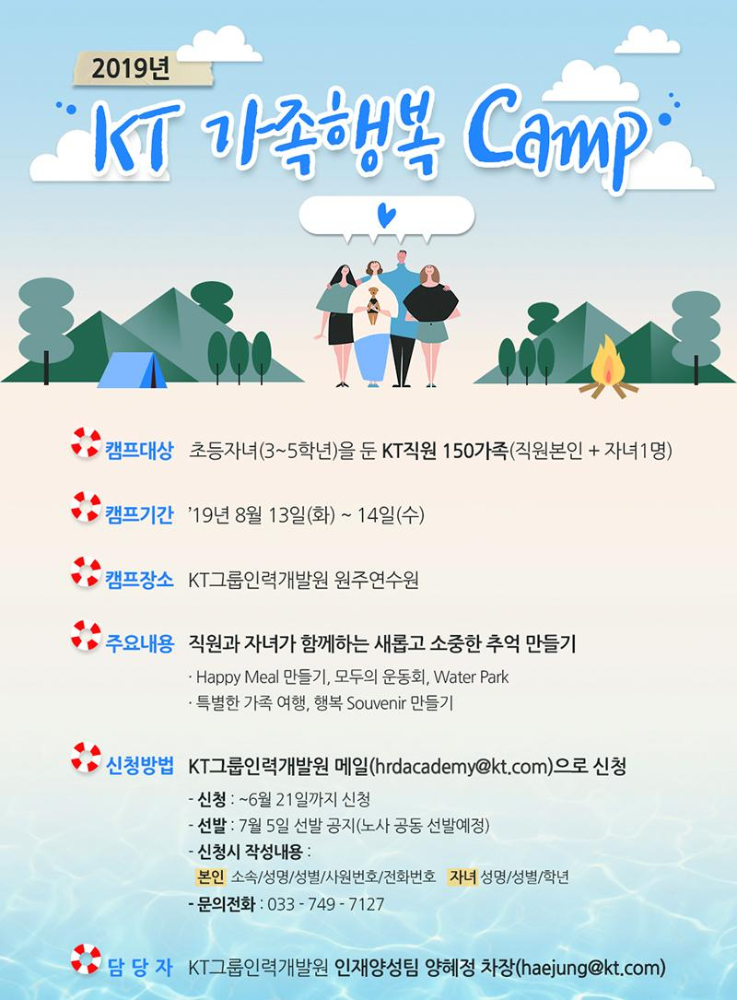 2019년
KT 가족행복 Camp
캠프대상 초등자녀(3~5학년)을 둔 KT직원 150가족(직원본인 + 자녀1명)
캠프기간 '19년 8월 13일(화) ~ 14일(수)
캠프장소 KT그룹인력개발원 원주연수원
주요내용 직원과 자녀가 함께하는 새롭고 소중한 추억 만들기
· Happy Meal 만들기, 모두의 운동회, Water Park
· 특별한 가족 여행, 행복 Souvenir 만들기
신청방법 KT그룹인력개발원 메일(hrdacademy@kt.com)으로 신청
- 신청 : ~6월 21일까지 신청
- 선발 : 7월 5일 선발 공지(노사 공동 선발예정)
- 신청시 작성내용 :
본인 소속/성명/성별/사원번호/전화번호 자녀 성명/성별/학년
- 문의전화 : 033 - 749 - 7127
담 당 자 KT그룹인력개발원 인재양성팀 양혜정 차장(haejung@kt.com)